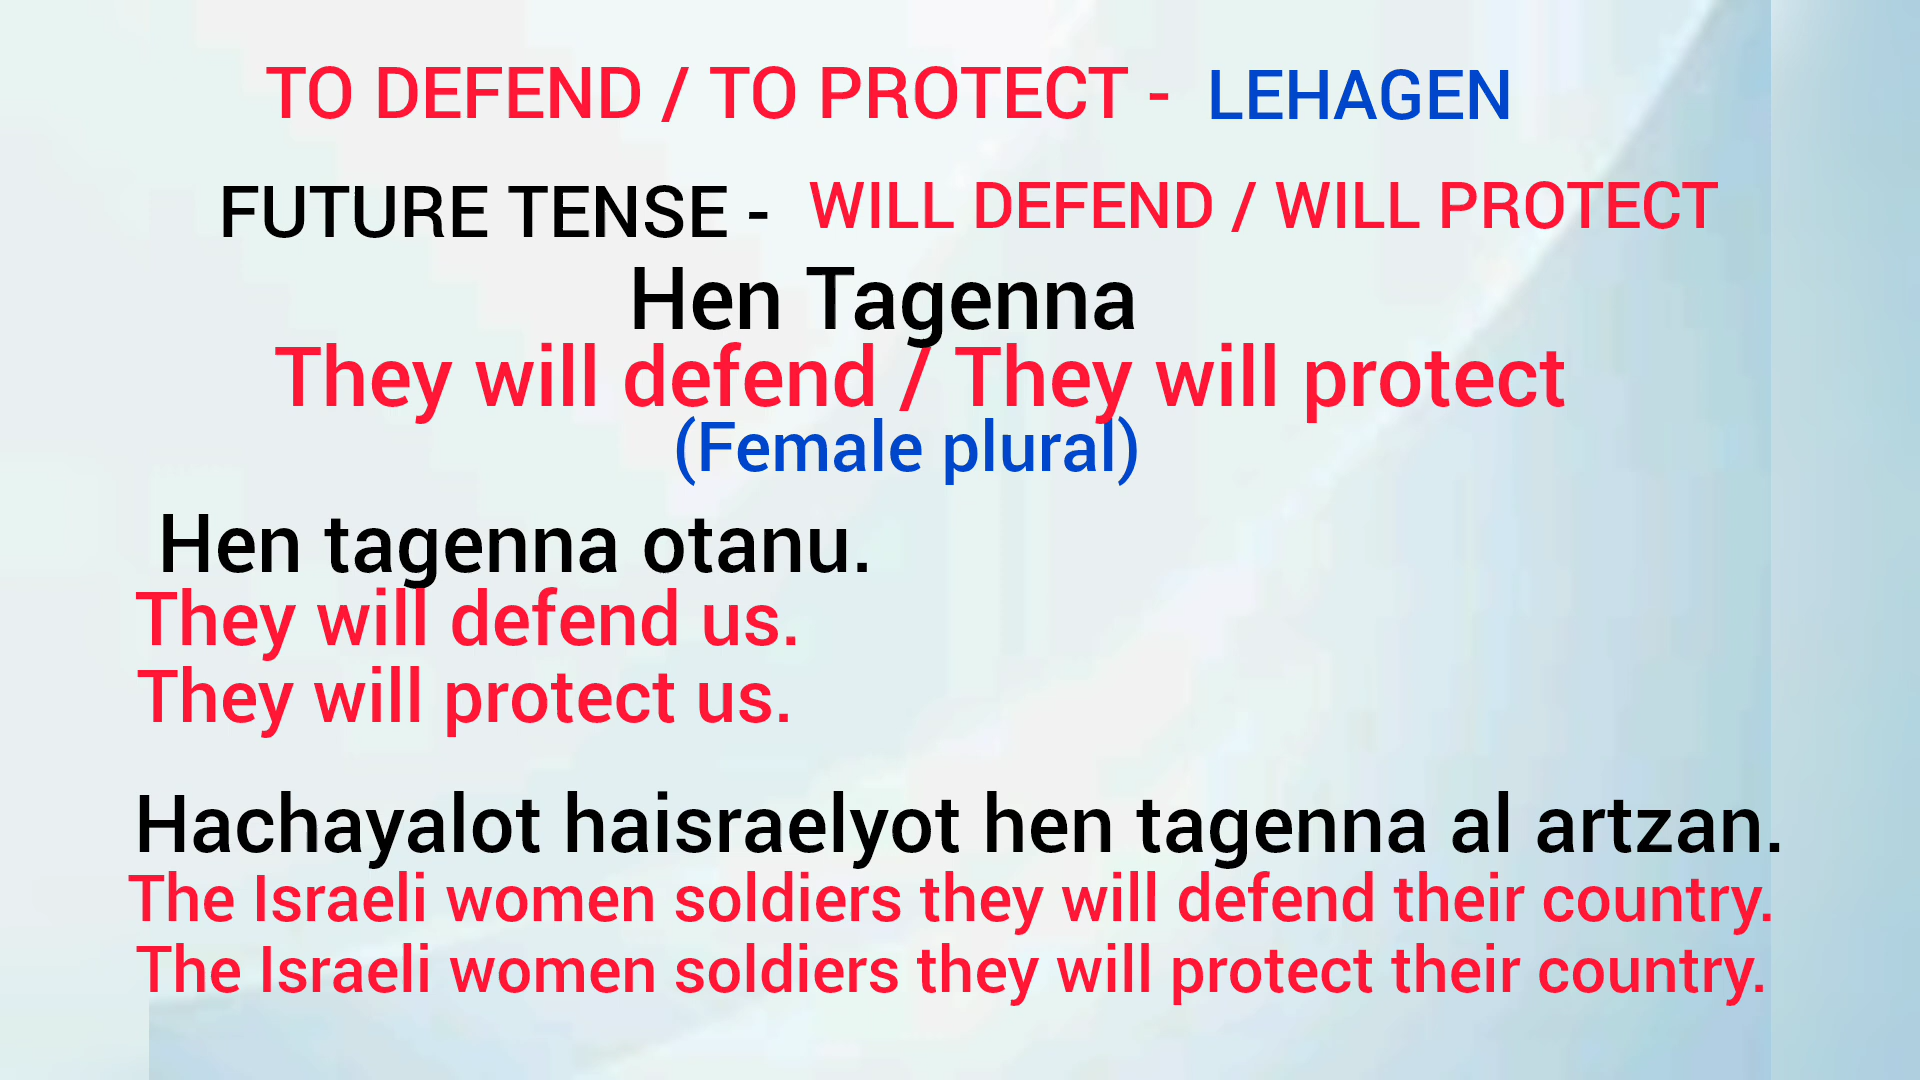 TO DEFEND / TO PROTECT - LEHAGEN
FUTURE TENSE - WILL DEFEND / WILL PROTECT
Hen Tagenna
They will defend / They will protect
(Female plural)
Hen tagenna otanu.
They will defend us.
They will protect us.
Hachayalot haisraelyot hen tagenna al artzan.
The Israeli women soldiers they will defend their country.
The Israeli women soldiers they will protect their country.